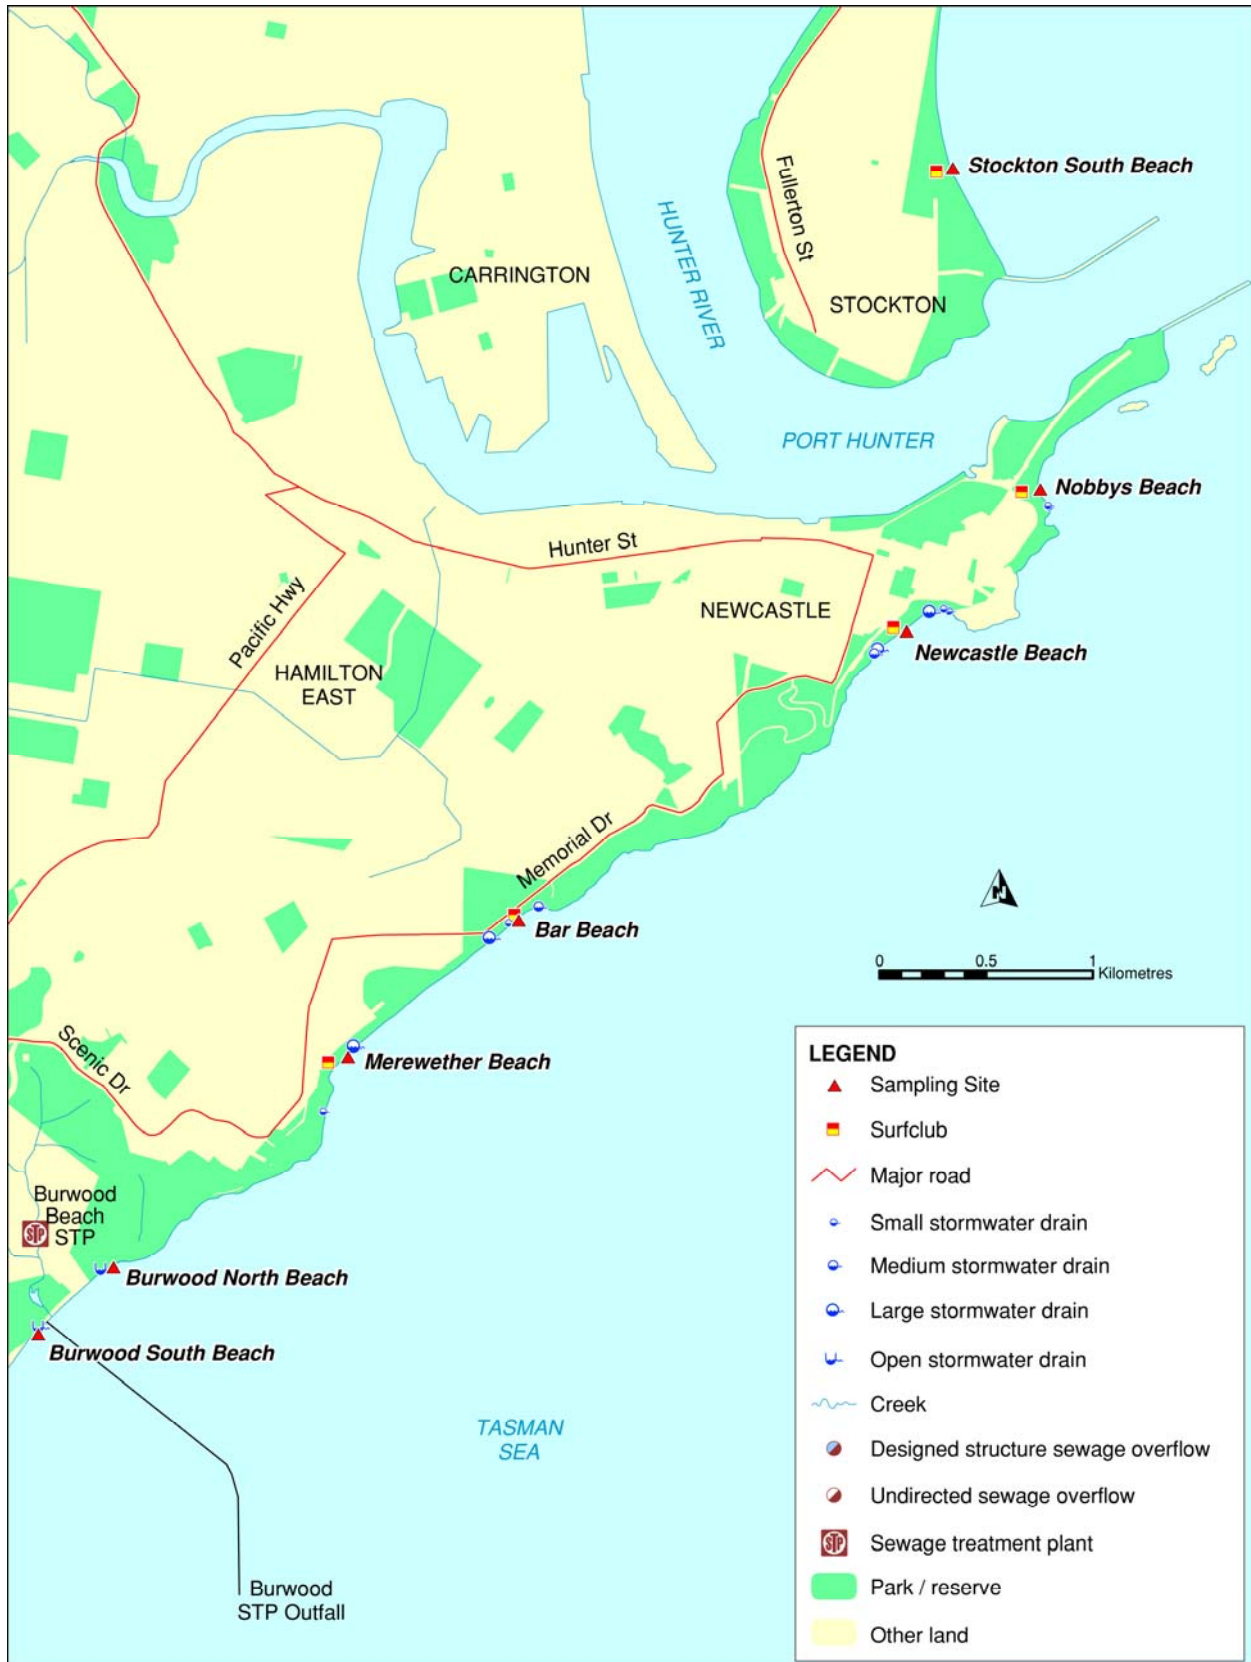 Stockton South Beach
Fullerton St
HUNTER RIVER
CARRINGTON
STOCKTON
PORT HUNTER
Nobbys Beach
Hunter St
Pacific Hwy
NEWCASTLE
HAMILTON
EAST
Newcastle Beach
Memorial Dr
N
Bar Beach
0 0.5 1
Kilometres
Scenic Dr
Merewether Beach
Burwood
Beach
STP
STP
Burwood North Beach
Burwood South Beach
TASMAN
SEA
Burwood
STP Outfall
LEGEND
Sampling Site
Surfclub
Major road
Small stormwater drain
Medium stormwater drain
Large stormwater drain
Open stormwater drain
Creek
Designed structure sewage overflow
Undirected sewage overflow
STP Sewage treatment plant
Park / reserve
Other land